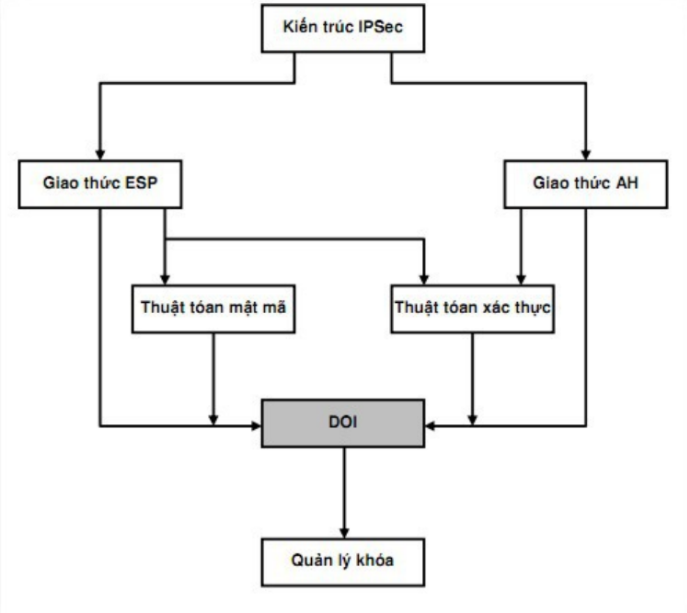 Kiến trúc IPSec
Giao thức ESP
Giao thức AH
Thuật tóan mật mã
Thuật tóan xác thực
DOI
Quản lý khóa